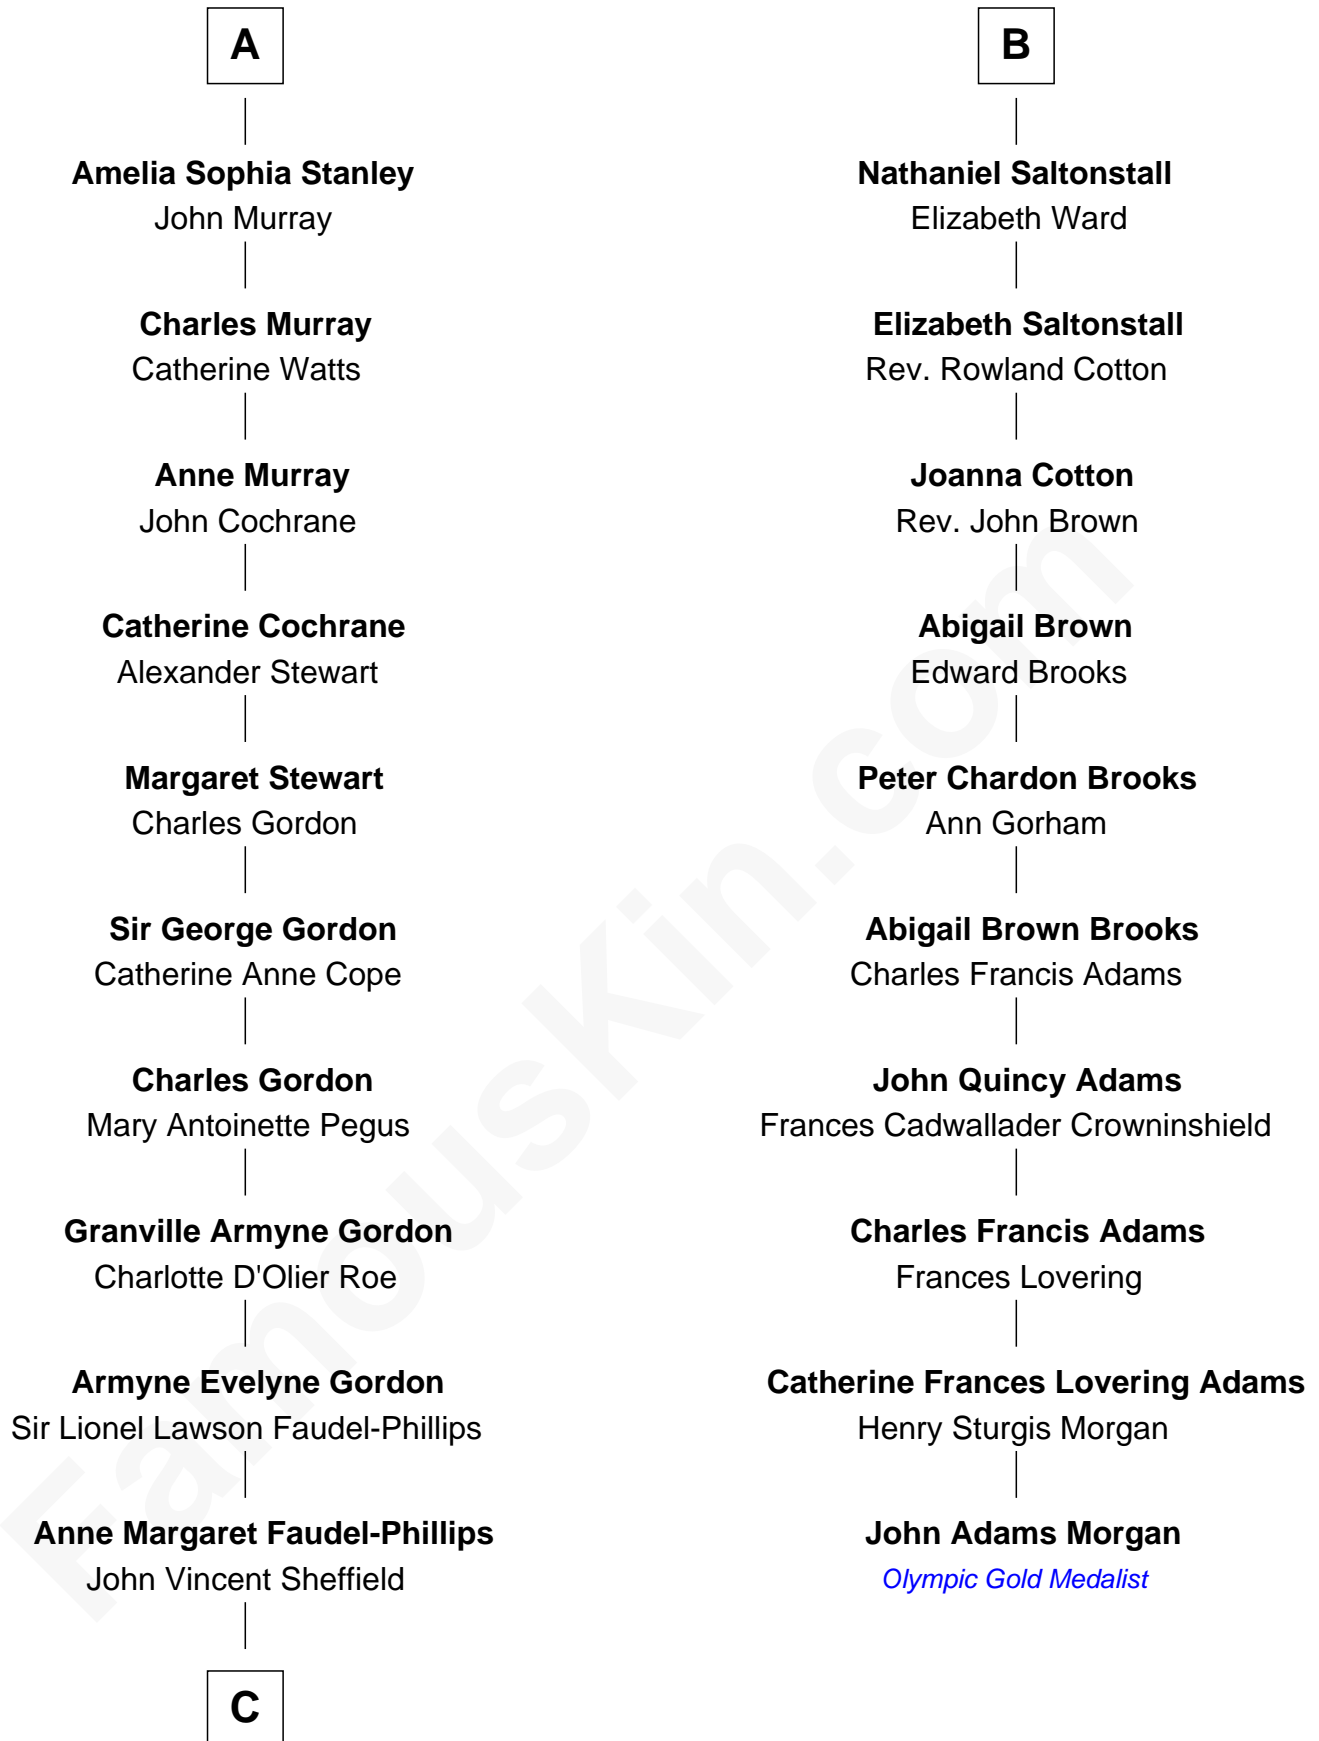 A
Amelia Sophia Stanley
John Murray
Charles Murray
Catherine Watts
Anne Murray
John Cochrane
Catherine Cochrane
Alexander Stewart
Margaret Stewart
Charles Gordon
Sir George Gordon
Catherine Anne Cope
Charles Gordon
Mary Antoinette Pegus
Granville Armyne Gordon
Charlotte D'Olier Roe
Armyne Evelyne Gordon
Sir Lionel Lawson Faudel-Phillips
Anne Margaret Faudel-Phillips
John Vincent Sheffield
C
B
Nathaniel Saltonstall
Elizabeth Ward
Elizabeth Saltonstall
Rev. Rowland Cotton
Joanna Cotton
Rev. John Brown
Abigail Brown
Edward Brooks
Peter Chardon Brooks
Ann Gorham
Abigail Brown Brooks
Charles Francis Adams
John Quincy Adams
Frances Cadwallader Crowninshield
Charles Francis Adams
Frances Lovering
Catherine Frances Lovering Adams
Henry Sturgis Morgan
John Adams Morgan
Olympic Gold Medalist
FamousKin.com